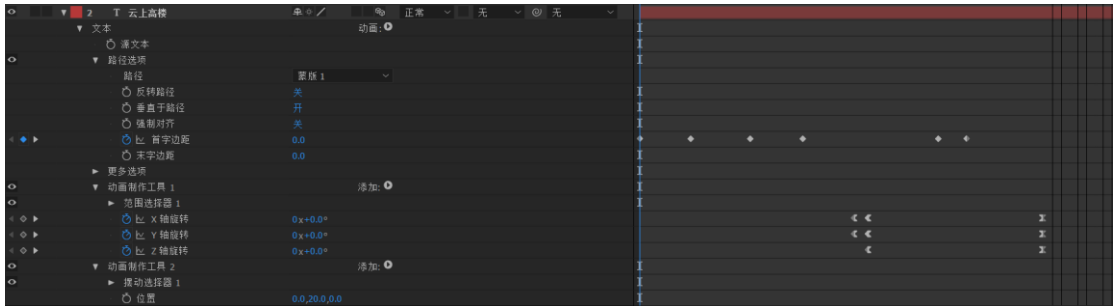 2 T 云上高楼 正常 无 无
文本 动画:
源文本
路径选项
路径 蒙版 1
反转路径 关
垂直于路径 开
强制对齐 关
首字边距 0.0
末字边距 0.0
更多选项
动画制作工具 1 添加:
范围选择器 1
X 轴旋转 0x+0.0°
Y 轴旋转 0x+0.0°
Z 轴旋转 0x+0.0°
动画制作工具 2 添加:
摆动选择器 1
位置 0.0,20.0,0.0